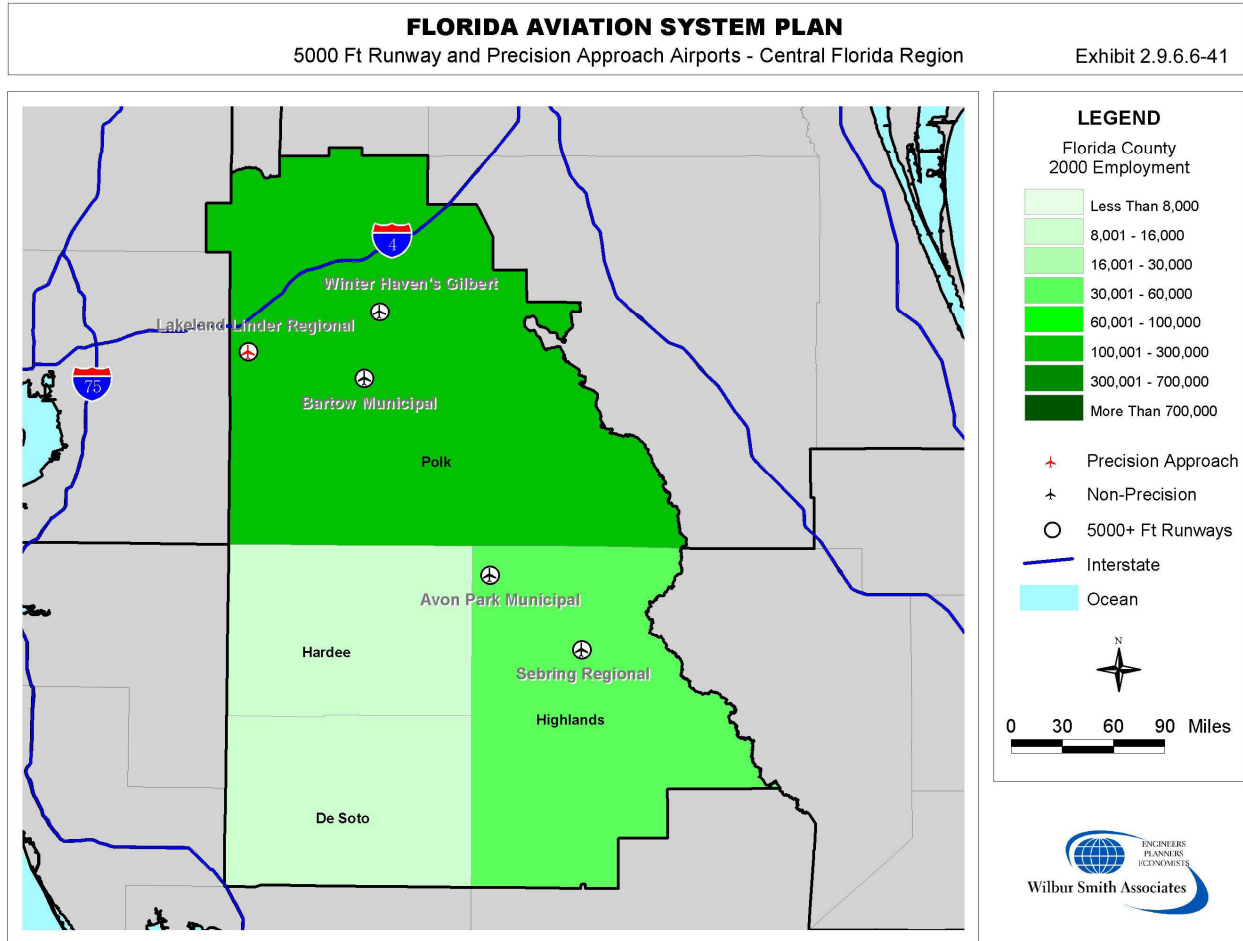 FLORIDA AVIATION SYSTEM PLAN
5000 Ft Runway and Precision Approach Airports - Central Florida Region
Exhibit 2.9.6.6-41
4
Winter Haven's Gilbert
Lakeland Linder Regional
75
Bartow Municipal
Polk
Avon Park Municipal
Hardee
Sebring Regional
Highlands
De Soto
LEGEND
Florida County
2000 Employment
Less Than 8,000
8,001 - 16,000
16,001 - 30,000
30,001 - 60,000
60,001 - 100,000
100,001 - 300,000
300,001 - 700,000
More Than 700,000
Precision Approach
Non-Precision
5000+ Ft Runways
Interstate
Ocean
N
0 30 60 90 Miles
ENGINEERS
PLANNERS
ECONOMISTS
Wilbur Smith Associates